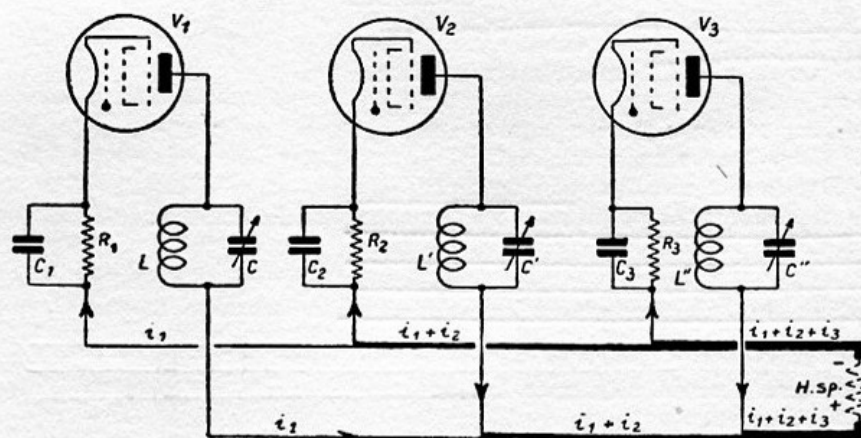 V1 V2 V3
C1 R1 L C C2 R2 L' C' C3 R3 L" C"
i1 i1+i2 i1+i2+i3
- H.sp. +
i1 i1+i2 i1+i2+i3